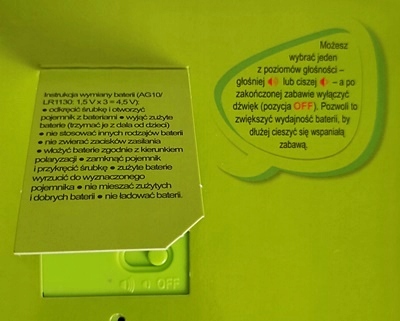 Instrukcja wymiany baterii (AG10/
LR1130: 1,5 V x 3 = 4,5 V):
● odkręcić śrubkę i otworzyć
pojemnik z bateriami ● wyjąć zużyte
baterie (trzymaj je z dala od dzieci)
● nie stosować innych rodzajów baterii
● nie zwierać zacisków zasilania
● włożyć baterie zgodnie z kierunkiem
polaryzacji ● zamknąć pojemnik
i przykręcić śrubkę ● zużyte baterie
wyrzucić do wyznaczonego
pojemnika ● nie mieszać zużytych
i dobrych baterii ● nie ładować baterii.
Możesz
wybrać jeden
z poziomów głośności –
głośniej lub ciszej – a po
zakończonej zabawie wyłączyć
dźwięk (pozycja OFF). Pozwoli to
zwiększyć wydajność baterii, by
dłużej cieszyć się wspaniałą
zabawą.
OFF